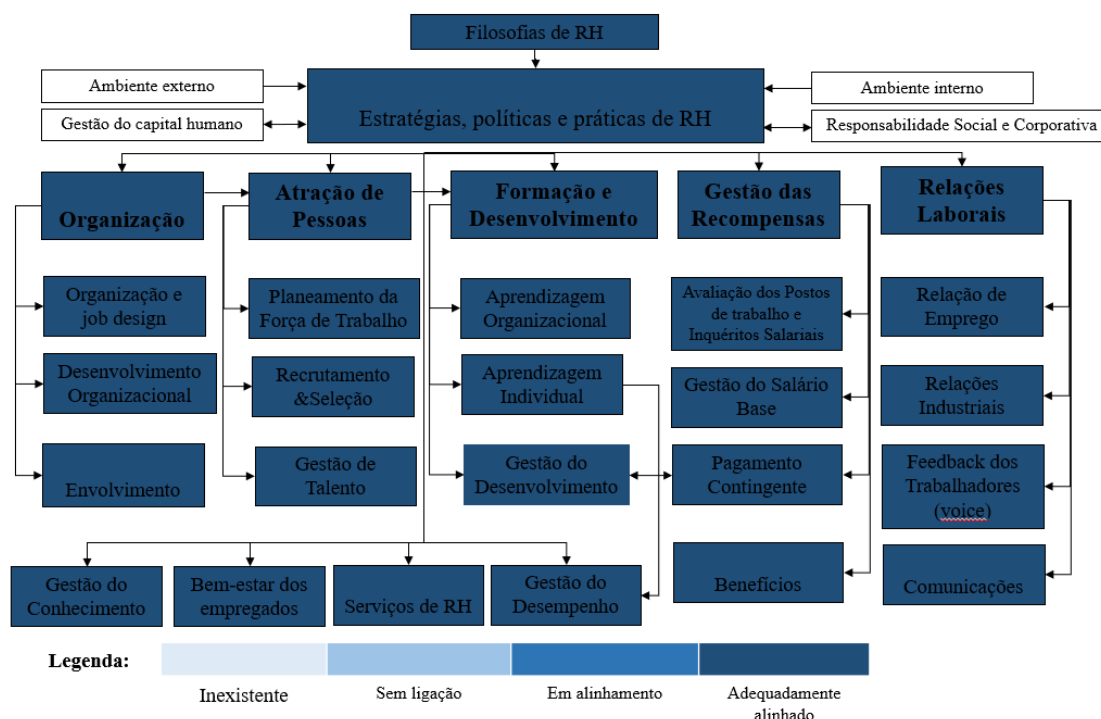 Filosofias de RH
Ambiente externo
Ambiente interno
Estratégias, políticas e práticas de RH
Gestão do capital humano
Responsabilidade Social e Corporativa
Organização
Atração de
Pessoas
Formação e
Desenvolvimento
Gestão das
Recompensas
Relações
Laborais
Organização e
job design
Planeamento da
Força de Trabalho
Aprendizagem
Organizacional
Avaliação dos Postos
de trabalho e
Inquéritos Salariais
Relação de
Emprego
Desenvolvimento
Organizacional
Recrutamento
&Seleção
Aprendizagem
Individual
Gestão do Salário
Base
Relações
Industriais
Envolvimento
Gestão de
Talento
Gestão do
Desenvolvimento
Pagamento
Contingente
Feedback dos
Trabalhadores
(voice)
Gestão do
Conhecimento
Bem-estar dos
empregados
Serviços de RH
Gestão do
Desempenho
Benefícios
Comunicações
Legenda:
Inexistente
Sem ligação
Em alinhamento
Adequadamente
alinhado